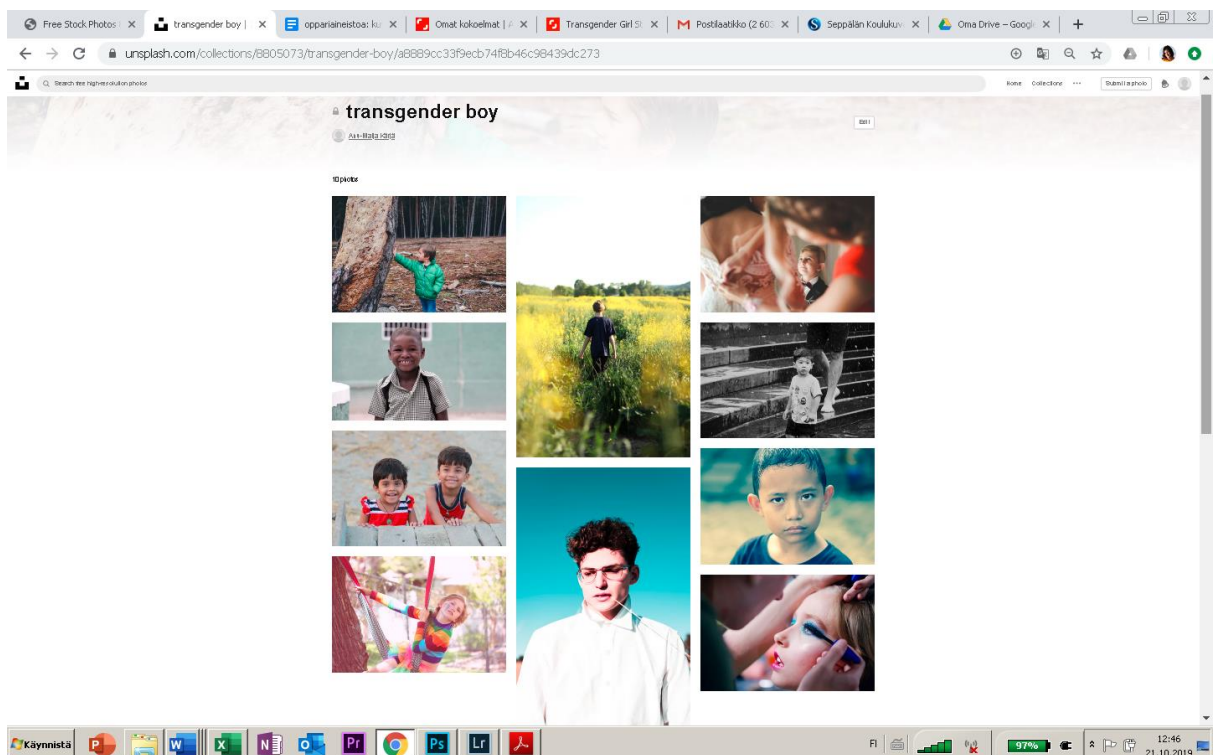 Free Stock Photos
transgender boy |
oppariaineistoa: ku
Omat kokoelmat |
Transgender Girl St
Postilaatikko (2 60
Seppälän Koulukuv
Oma Drive – Googl
unsplash.com/collections/8805073/transgender-boy/a8889cc33f9ecb74f8b46c98439dc273
Search free high-resolution photos
Home
Collections
Submit a photo
transgender boy
Edit
10 photos
Käynnistä
FI
97%
12:46
21.10.2019